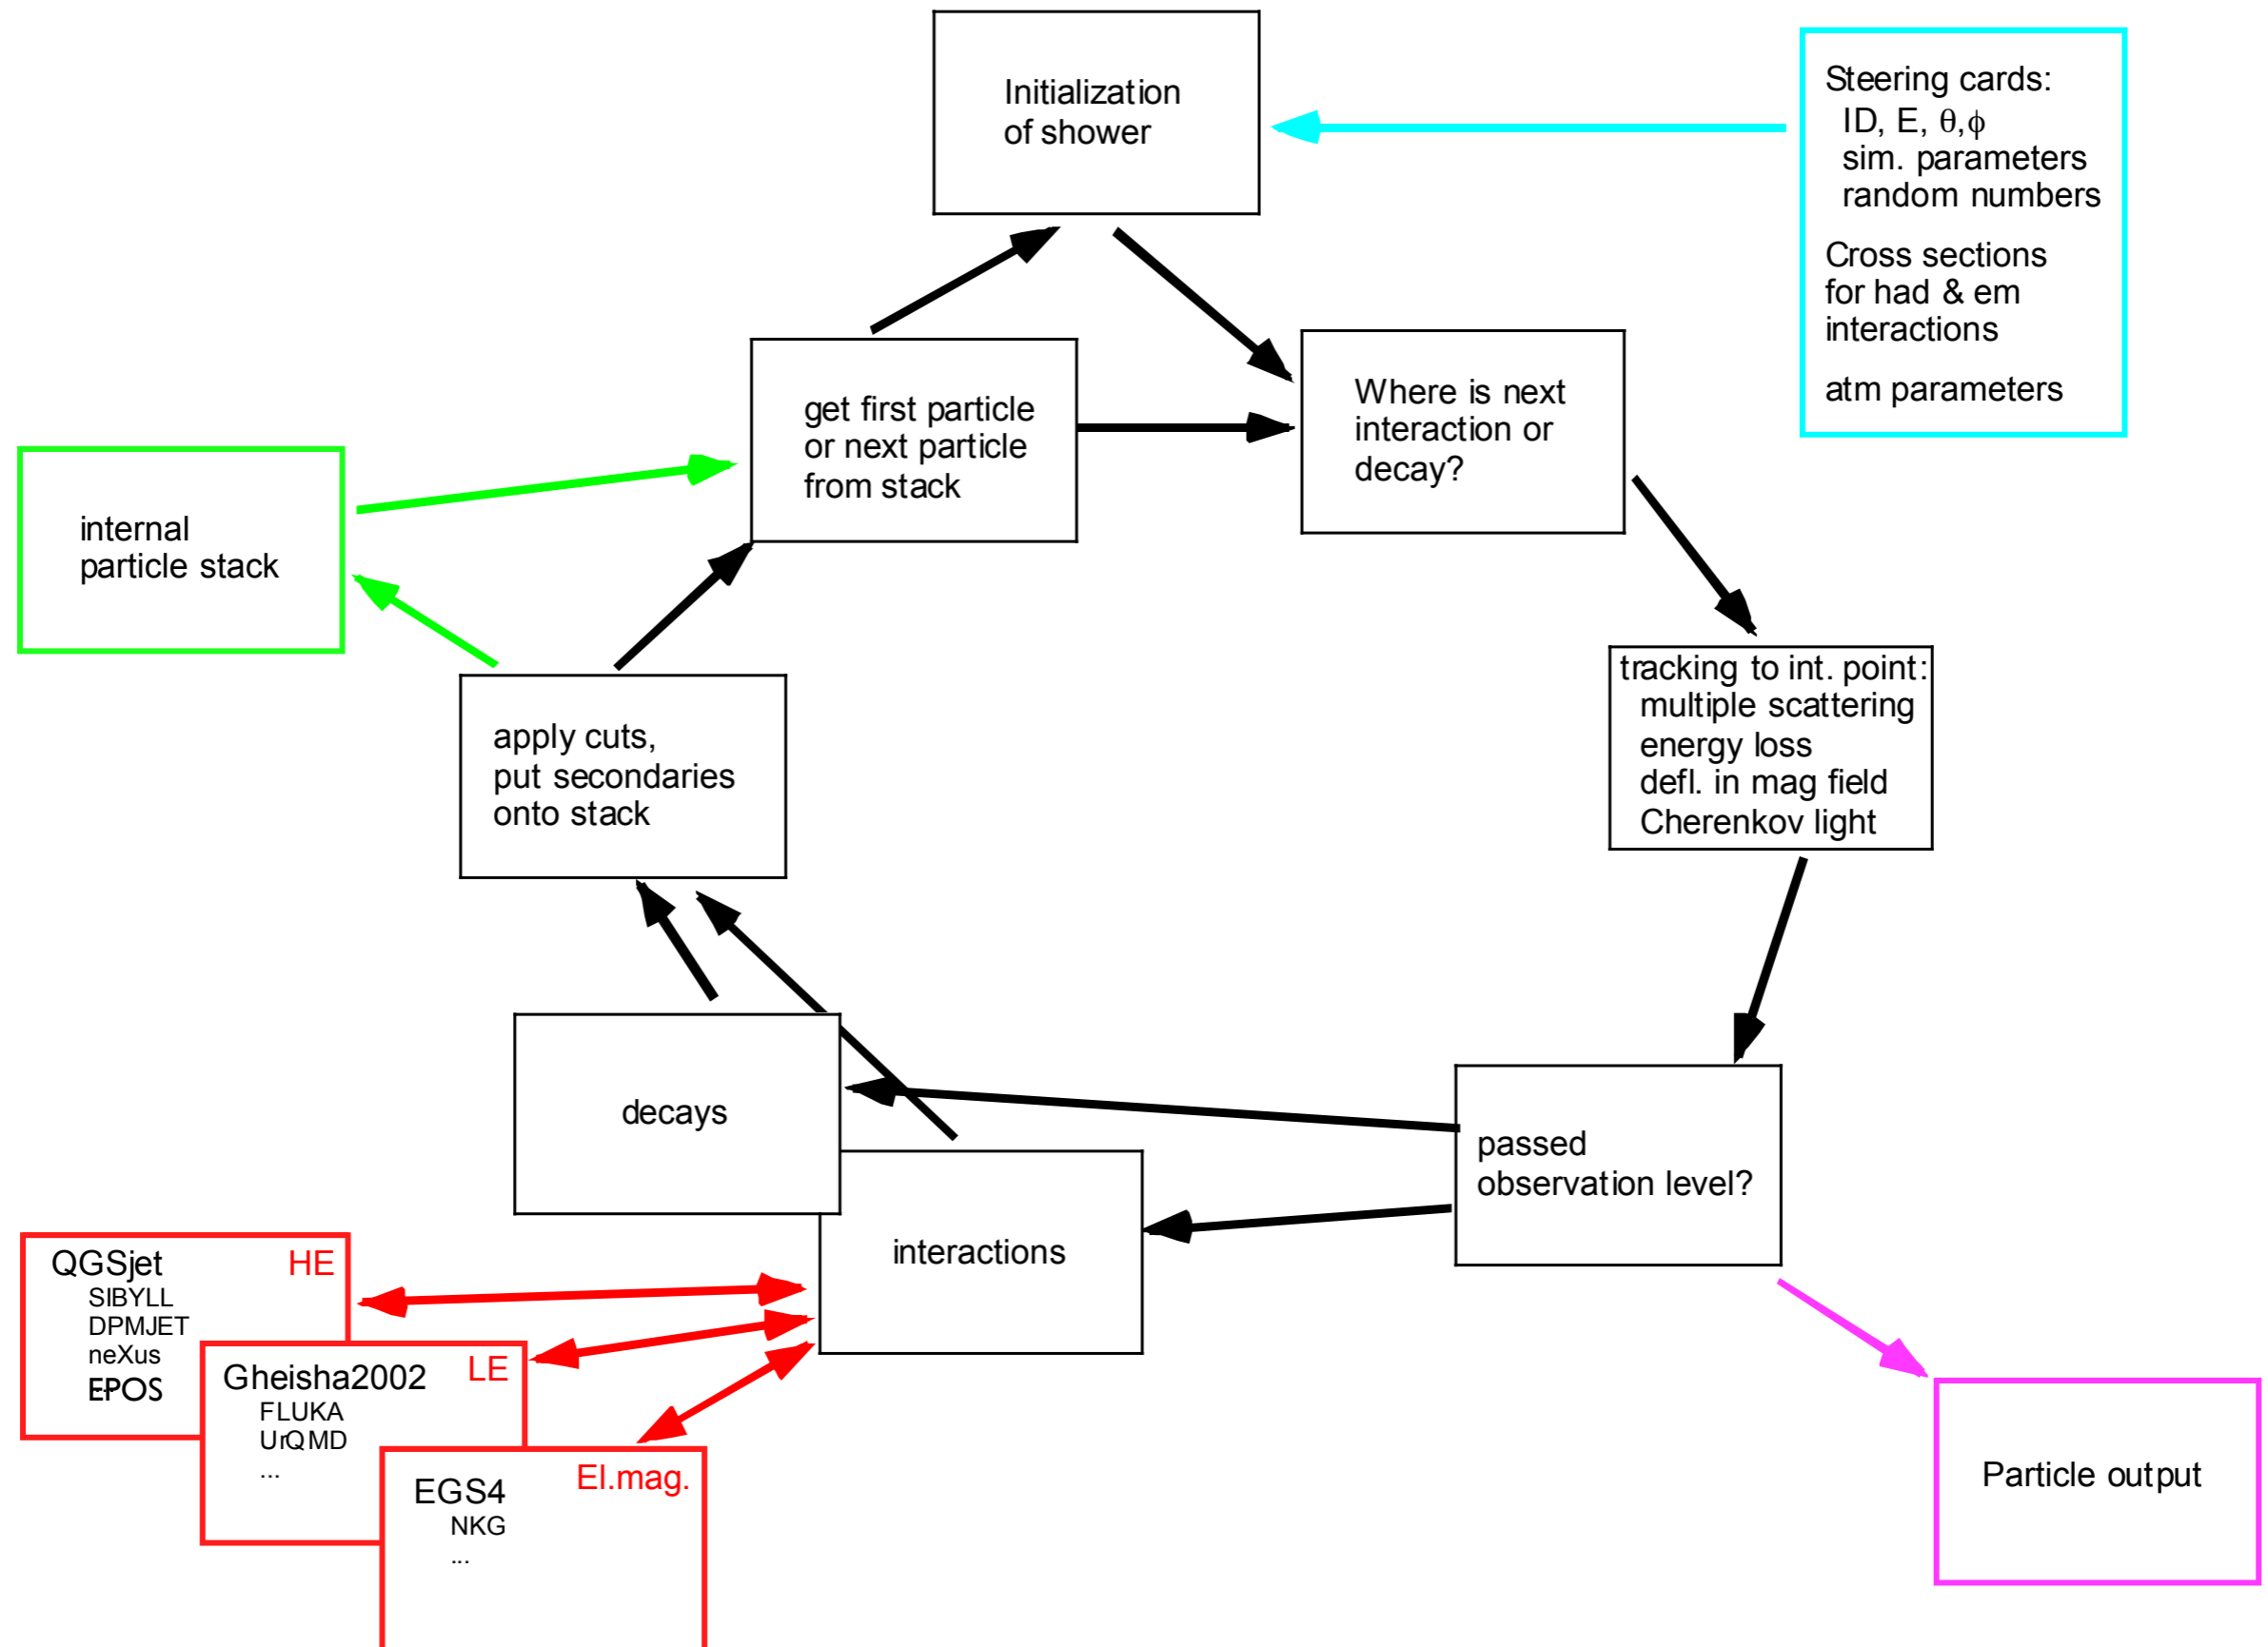 Initialization
of shower
Steering cards:
ID, E, θ,ϕ
sim. parameters
random numbers
Cross sections
for had & em
interactions
atm parameters
get first particle
or next particle
from stack
Where is next
interaction or
decay?
internal
particle stack
tracking to int. point:
multiple scattering
energy loss
defl. in mag field
Cherenkov light
apply cuts,
put secondaries
onto stack
decays
passed
observation level?
interactions
QGSjet HE
SIBYLL
DPMJET
neXus
EPOS
Gheisha2002 LE
FLUKA
UrQMD
...
EGS4 El.mag.
NKG
...
Particle output